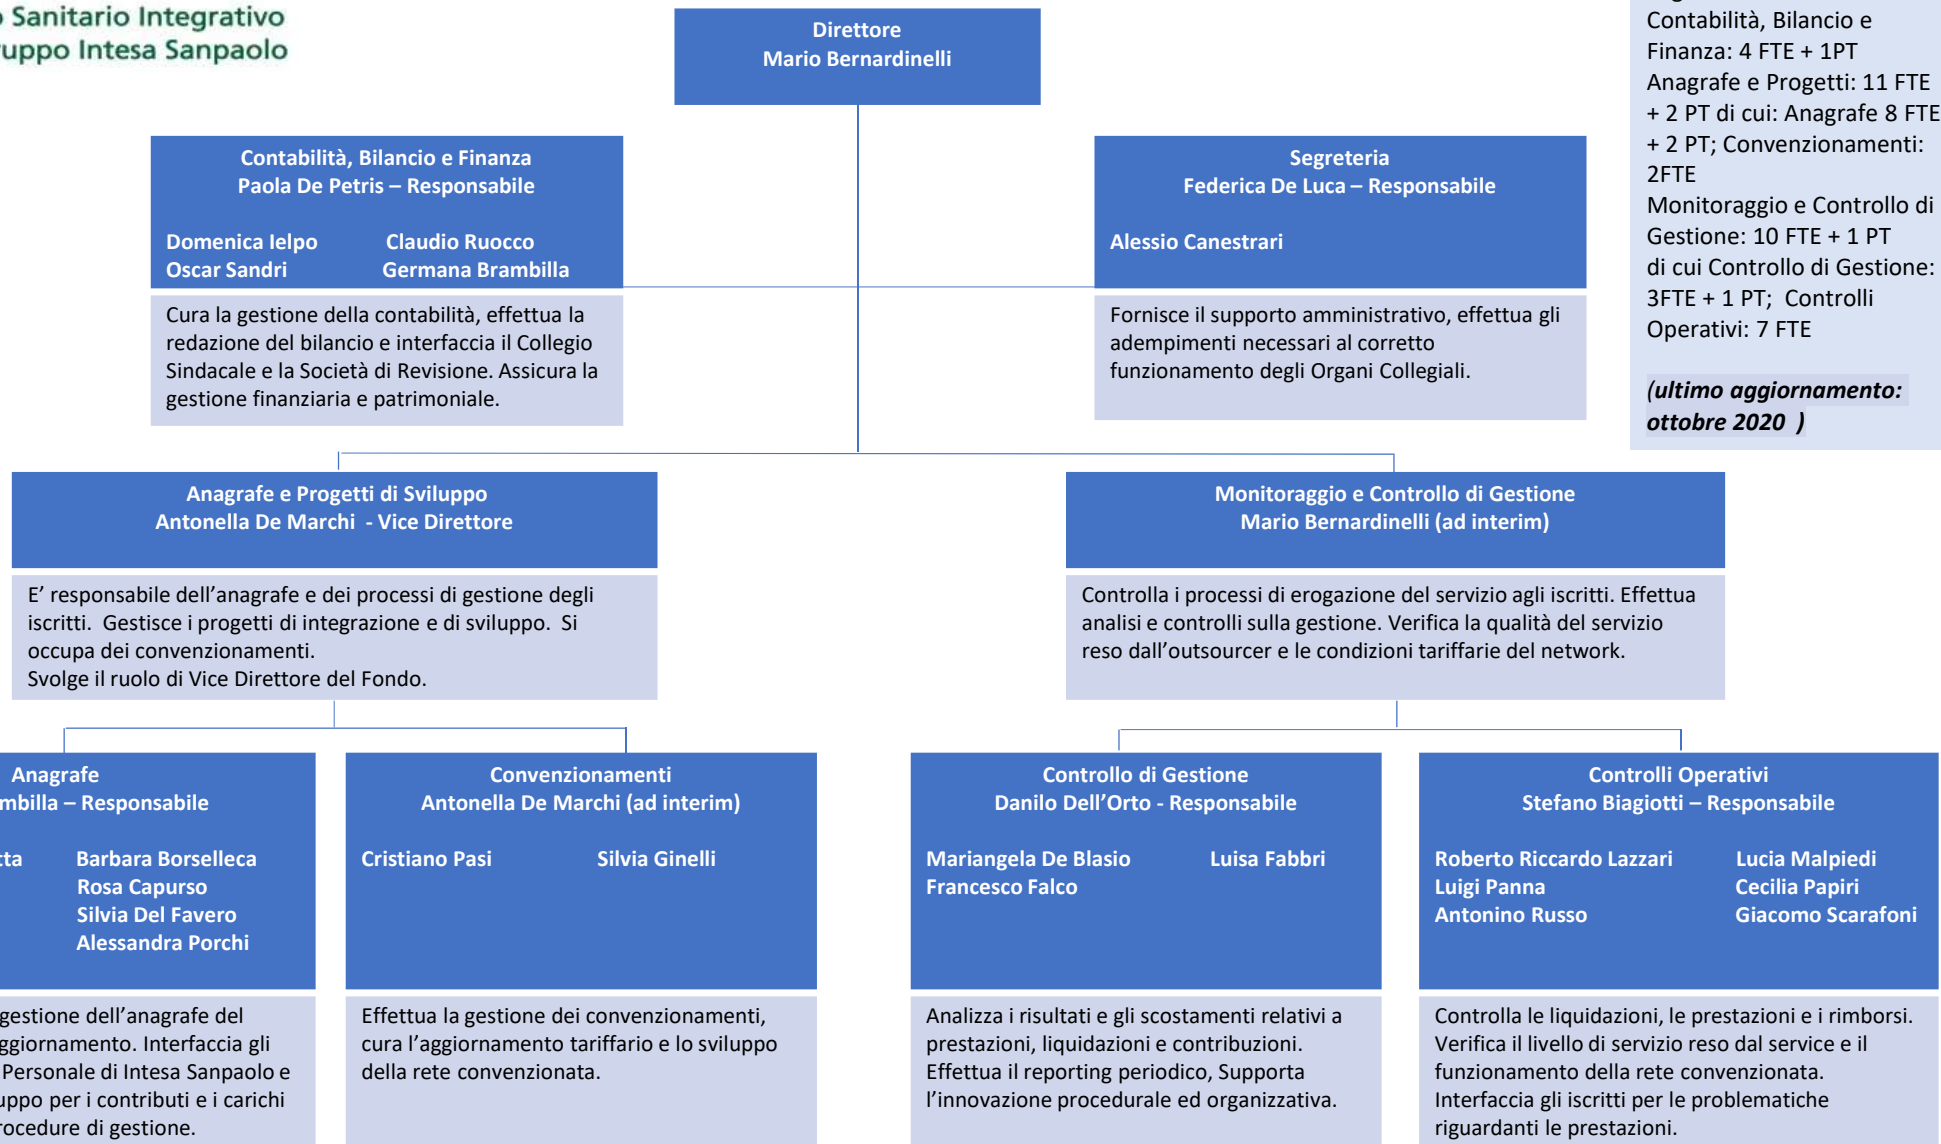 Sanitario Integrativo
Intesa Sanpaolo
Direttore
Mario Bernardinelli
Contabilità, Bilancio e
Finanza: 4 FTE + 1PT
Anagrafe e Progetti: 11 FTE
+ 2 PT di cui: Anagrafe 8 FTE
+ 2 PT; Convenzionamenti:
2FTE
Monitoraggio e Controllo di
Gestione: 10 FTE + 1 PT
di cui Controllo di Gestione:
3FTE + 1 PT; Controlli
Operativi: 7 FTE
(ultimo aggiornamento:
ottobre 2020 )
Contabilità, Bilancio e Finanza
Paola De Petris – Responsabile
Domenica Ielpo Claudio Ruocco
Oscar Sandri Germana Brambilla
Cura la gestione della contabilità, effettua la
redazione del bilancio e interfaccia il Collegio
Sindacale e la Società di Revisione. Assicura la
gestione finanziaria e patrimoniale.
Segreteria
Federica De Luca – Responsabile
Alessio Canestrari
Fornisce il supporto amministrativo, effettua gli
adempimenti necessari al corretto
funzionamento degli Organi Collegiali.
Anagrafe e Progetti di Sviluppo
Antonella De Marchi - Vice Direttore
E’ responsabile dell’anagrafe e dei processi di gestione degli
iscritti. Gestisce i progetti di integrazione e di sviluppo. Si
occupa dei convenzionamenti.
Svolge il ruolo di Vice Direttore del Fondo.
Monitoraggio e Controllo di Gestione
Mario Bernardinelli (ad interim)
Controlla i processi di erogazione del servizio agli iscritti. Effettua
analisi e controlli sulla gestione. Verifica la qualità del servizio
reso dall’outsourcer e le condizioni tariffarie del network.
Anagrafe
– Responsabile
Barbara Borselleca
Rosa Capurso
Silvia Del Favero
Alessandra Porchi
gestione dell’anagrafe del
Interfaccia gli
Personale di Intesa Sanpaolo e
per i contributi e i carichi
di gestione.
Convenzionamenti
Antonella De Marchi (ad interim)
Cristiano Pasi Silvia Ginelli
Effettua la gestione dei convenzionamenti,
cura l’aggiornamento tariffario e lo sviluppo
della rete convenzionata.
Controllo di Gestione
Danilo Dell’Orto - Responsabile
Mariangela De Blasio Luisa Fabbri
Francesco Falco
Analizza i risultati e gli scostamenti relativi a
prestazioni, liquidazioni e contribuzioni.
Effettua il reporting periodico, Supporta
l’innovazione procedurale ed organizzativa.
Controlli Operativi
Stefano Biagiotti – Responsabile
Roberto Riccardo Lazzari Lucia Malpiedi
Luigi Panna Cecilia Papiri
Antonino Russo Giacomo Scarafoni
Controlla le liquidazioni, le prestazioni e i rimborsi.
Verifica il livello di servizio reso dal service e il
funzionamento della rete convenzionata.
Interfaccia gli iscritti per le problematiche
riguardanti le prestazioni.